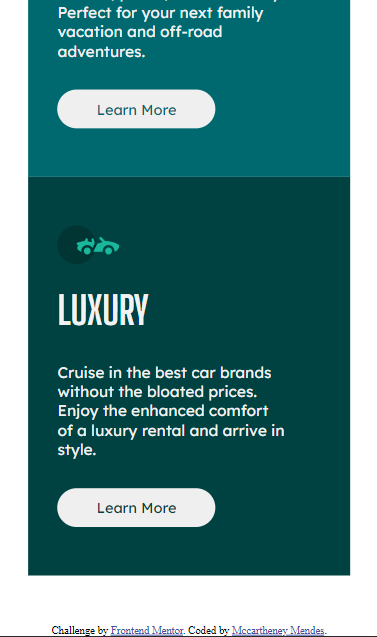 Perfect for your next family
vacation and off-road
adventures.
Learn More
LUXURY
Cruise in the best car brands
without the bloated prices.
Enjoy the enhanced comfort
of a luxury rental and arrive in
style.
Learn More
Challenge by Frontend Mentor. Coded by Mccartheney Mendes.